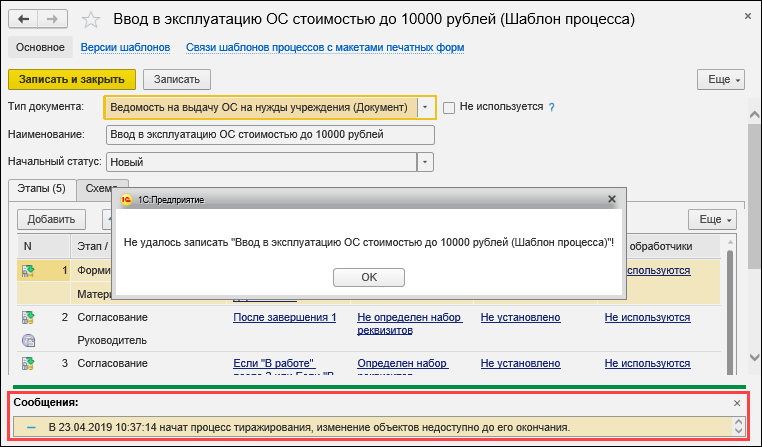 Ввод в эксплуатацию ОС стоимостью до 10000 рублей (Шаблон процесса)
Основное Версии шаблонов Связи шаблонов процессов с макетами печатных форм
Записать и закрыть Записать Еще
Тип документа: Ведомость на выдачу ОС на нужды учреждения (Документ) Не используется ?
Наименование: Ввод в эксплуатацию ОС стоимостью до 10000 рублей
Начальный статус: Новый
Этапы (5) Схема
1С:Предприятие
Добавить Еще
Не удалось записать "Ввод в эксплуатацию ОС стоимостью до 10000 рублей (Шаблон процесса)"!
OK
N Этап / обработчики
1 Форми используются
Матери
2 Согласование После завершения 1 Не определен набор реквизитов Не установлено Не используются
Руководитель
3 Согласование Если "В работе" Определен набор Не установлено Не используются
Сообщения:
В 23.04.2019 10:37:14 начат процесс тиражирования, изменение объектов недоступно до его окончания.